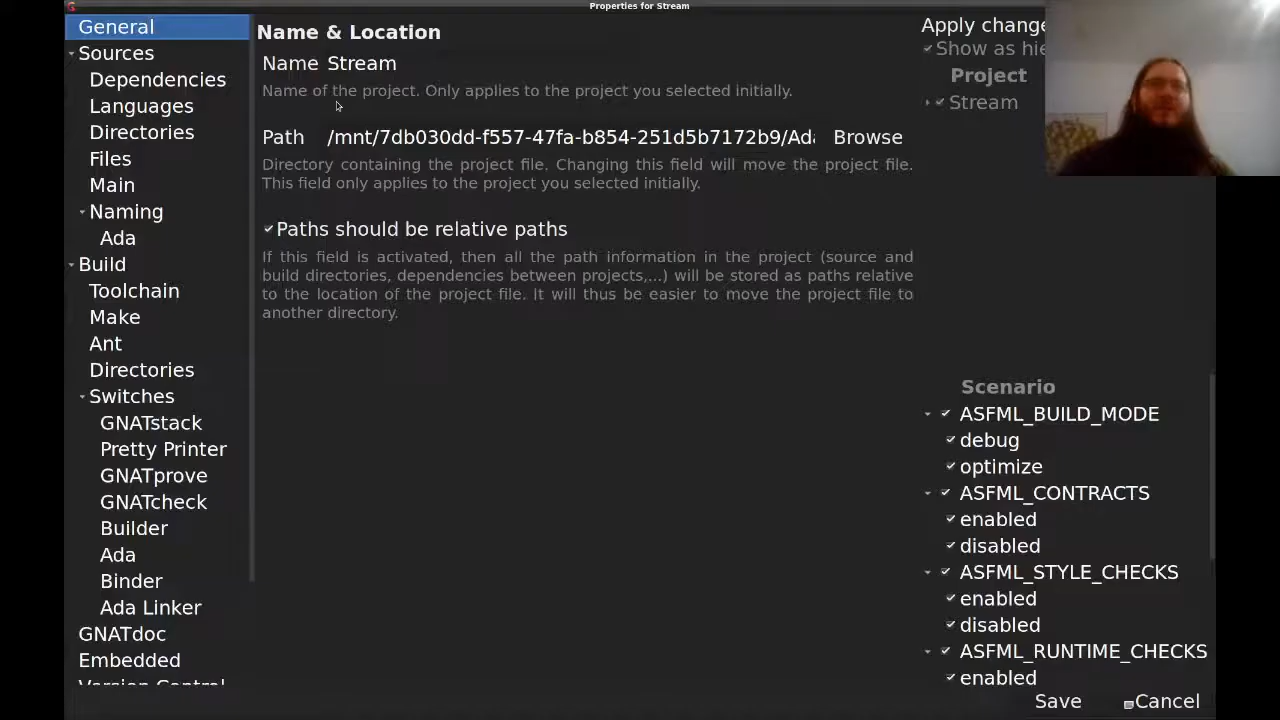 Properties for Stream
General
Sources
Dependencies
Languages
Directories
Files
Main
Naming
Ada
Build
Toolchain
Make
Ant
Directories
Switches
GNATstack
Pretty Printer
GNATprove
GNATcheck
Builder
Ada
Binder
Ada Linker
GNATdoc
Embedded
Version Control
Name & Location
Name Stream
Name of the project. Only applies to the project you selected initially.
Path /mnt/7db030dd-f557-47fa-b854-251d5b7172b9/Ada Browse
Directory containing the project file. Changing this field will move the project file.
This field only applies to the project you selected initially.
Paths should be relative paths
If this field is activated, then all the path information in the project (source and
build directories, dependencies between projects,...) will be stored as paths relative
to the location of the project file. It will thus be easier to move the project file to
another directory.
Apply change
Show as hie
Project
Stream
Scenario
ASFML_BUILD_MODE
debug
optimize
ASFML_CONTRACTS
enabled
disabled
ASFML_STYLE_CHECKS
enabled
disabled
ASFML_RUNTIME_CHECKS
enabled
Save Cancel